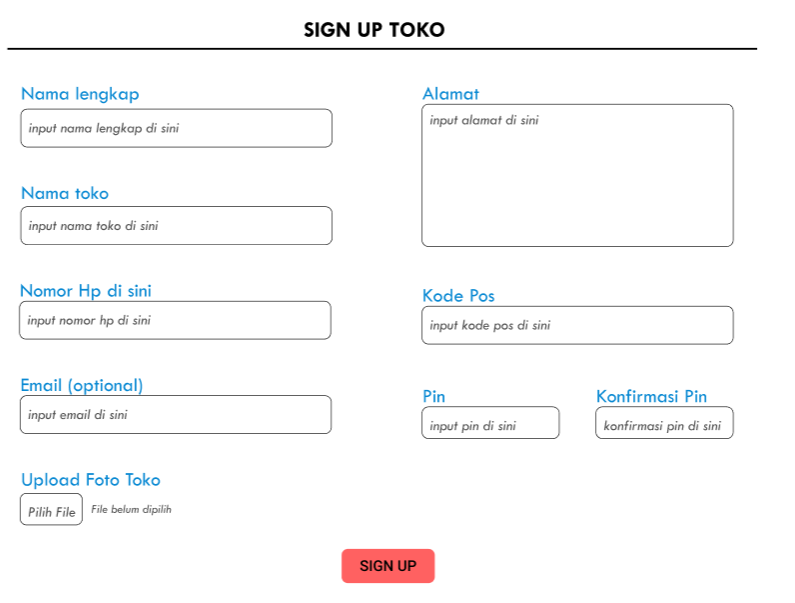 SIGN UP TOKO
Nama lengkap
input nama lengkap di sini
Nama toko
input nama toko di sini
Nomor Hp di sini
input nomor hp di sini
Email (optional)
input email di sini
Upload Foto Toko
Pilih File
File belum dipilih
Alamat
input alamat di sini
Kode Pos
input kode pos di sini
Pin
input pin di sini
Konfirmasi Pin
konfirmasi pin di sini
SIGN UP